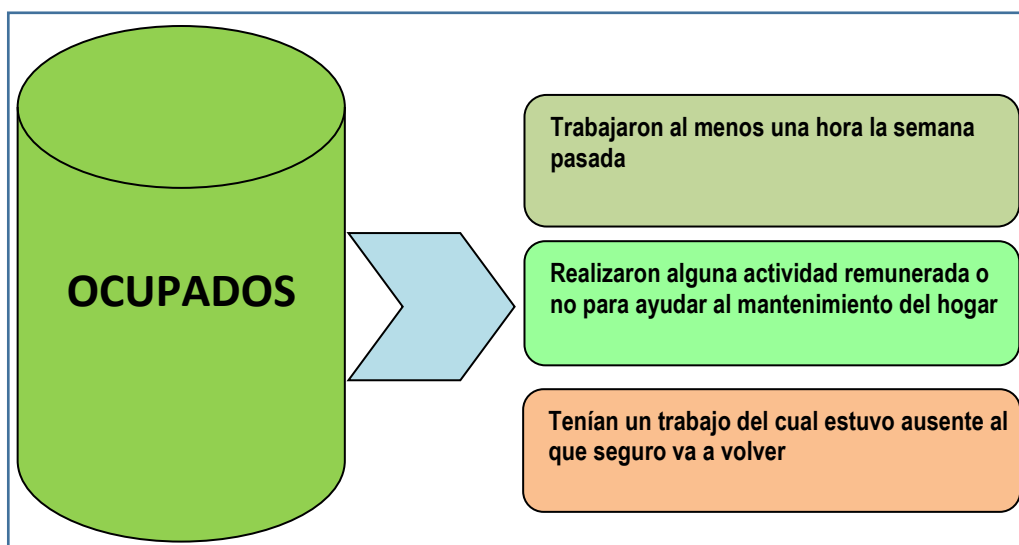 OCUPADOS
Trabajaron al menos una hora la semana
pasada
Realizaron alguna actividad remunerada o
no para ayudar al mantenimiento del hogar
Tenían un trabajo del cual estuvo ausente al
que seguro va a volver